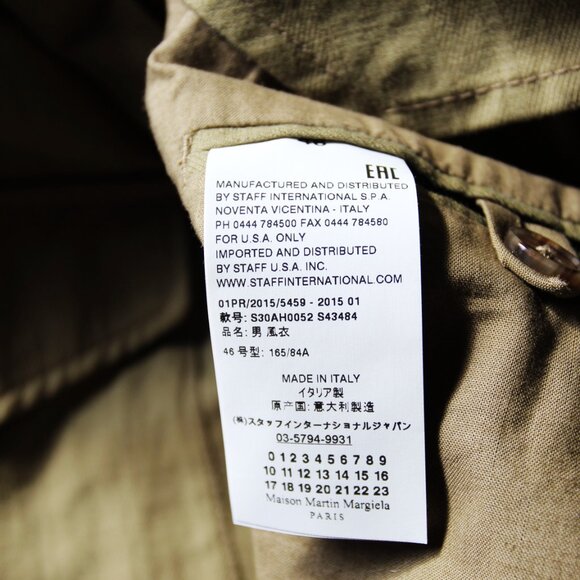 EAC
MANUFACTURED AND DISTRIBUTED
BY STAFF INTERNATIONAL S.P.A.
NOVENTA VICENTINA - ITALY
PH 0444 784500 FAX 0444 784580
FOR U.S.A. ONLY
IMPORTED AND DISTRIBUTED
BY STAFF U.S.A. INC.
WWW.STAFFINTERNATIONAL.COM
01PR/2015/5459 - 2015 01
款号: S30AH0052 S43484
品名: 男 風衣
46 号型: 165/84A
MADE IN ITALY
イタリア製
原产国: 意大利製造
(株)スタッフインターナショナルジャパン
03-5794-9931
0 1 2 3 4 5 6 7 8 9
10 11 12 13 14 15 16
17 18 19 20 21 22 23
Maison Martin Margiela
PARIS